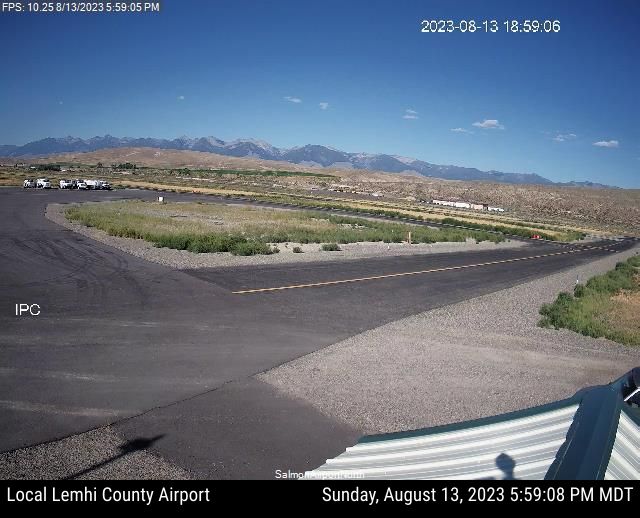 FPS: 10.25 8/13/2023 5:59:05 PM
2023-08-13 18:59:06
IPC
Local Lemhi County Airport
Sunday, August 13, 2023 5:59:08 PM MDT